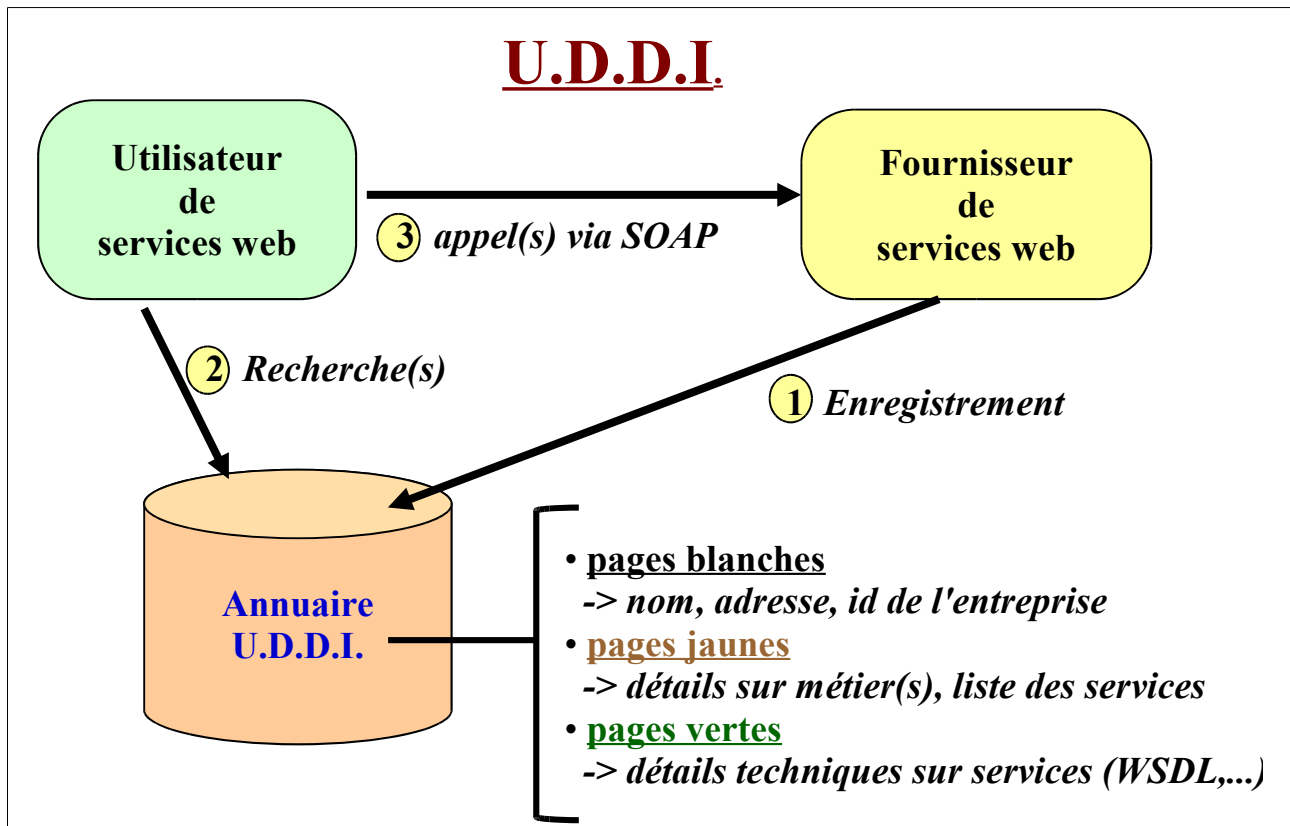 U.D.D.I.
Utilisateur
de
services web
Fournisseur
de
services web
3 appel(s) via SOAP
2 Recherche(s)
1 Enregistrement
Annuaire
U.D.D.I.
• pages blanches
-> nom, adresse, id de l'entreprise
• pages jaunes
-> détails sur métier(s), liste des services
• pages vertes
-> détails techniques sur services (WSDL,...)